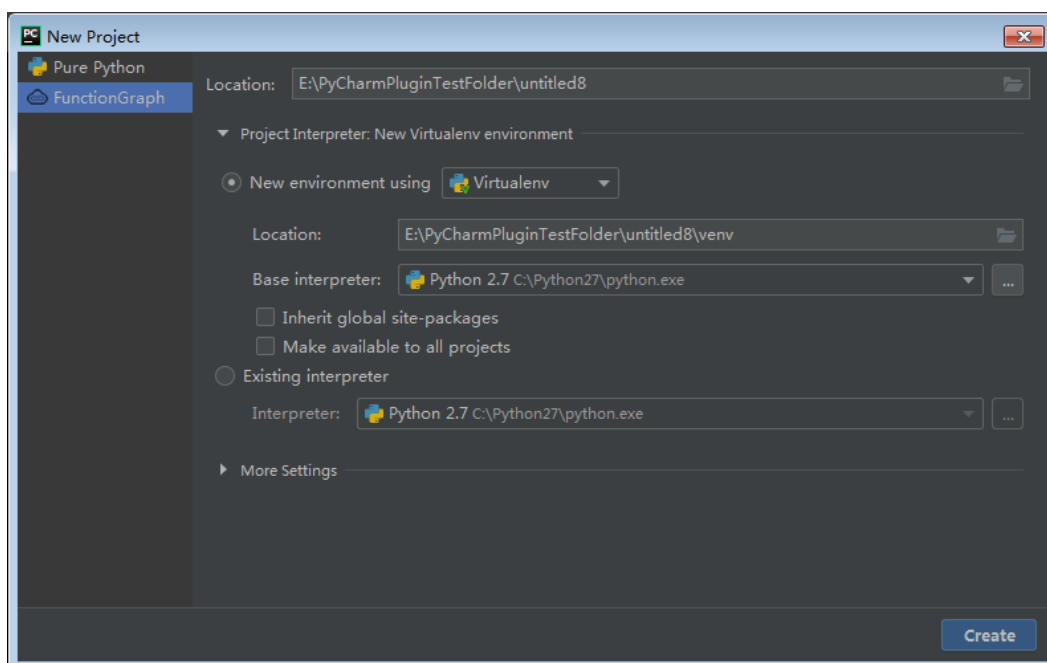 New Project
Pure Python
FunctionGraph
Location: E:\PyCharmPluginTestFolder\untitled8
Project Interpreter: New Virtualenv environment
New environment using Virtualenv
Location: E:\PyCharmPluginTestFolder\untitled8\venv
Base interpreter: Python 2.7 C:\Python27\python.exe ...
Inherit global site-packages
Make available to all projects
Existing interpreter
Interpreter: Python 2.7 C:\Python27\python.exe ...
More Settings
Create